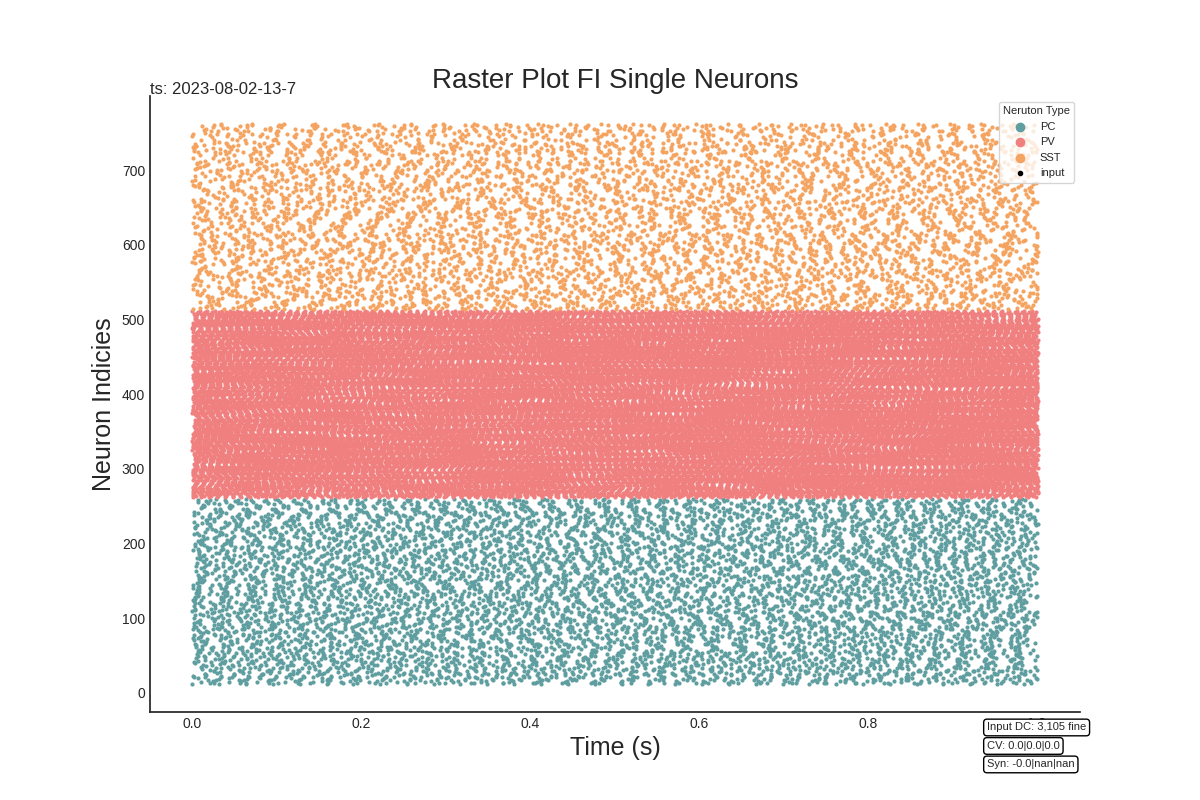 Raster Plot FI Single Neurons
ts: 2023-08-02-13-7
Neruton Type
PC
PV
SST
input
Neuron Indicies
700
600
500
400
300
200
100
0
0.0 0.2 0.4 0.6 0.8
Time (s)
Input DC: 3,105 fine
CV: 0.0|0.0|0.0
Syn: -0.0|nan|nan